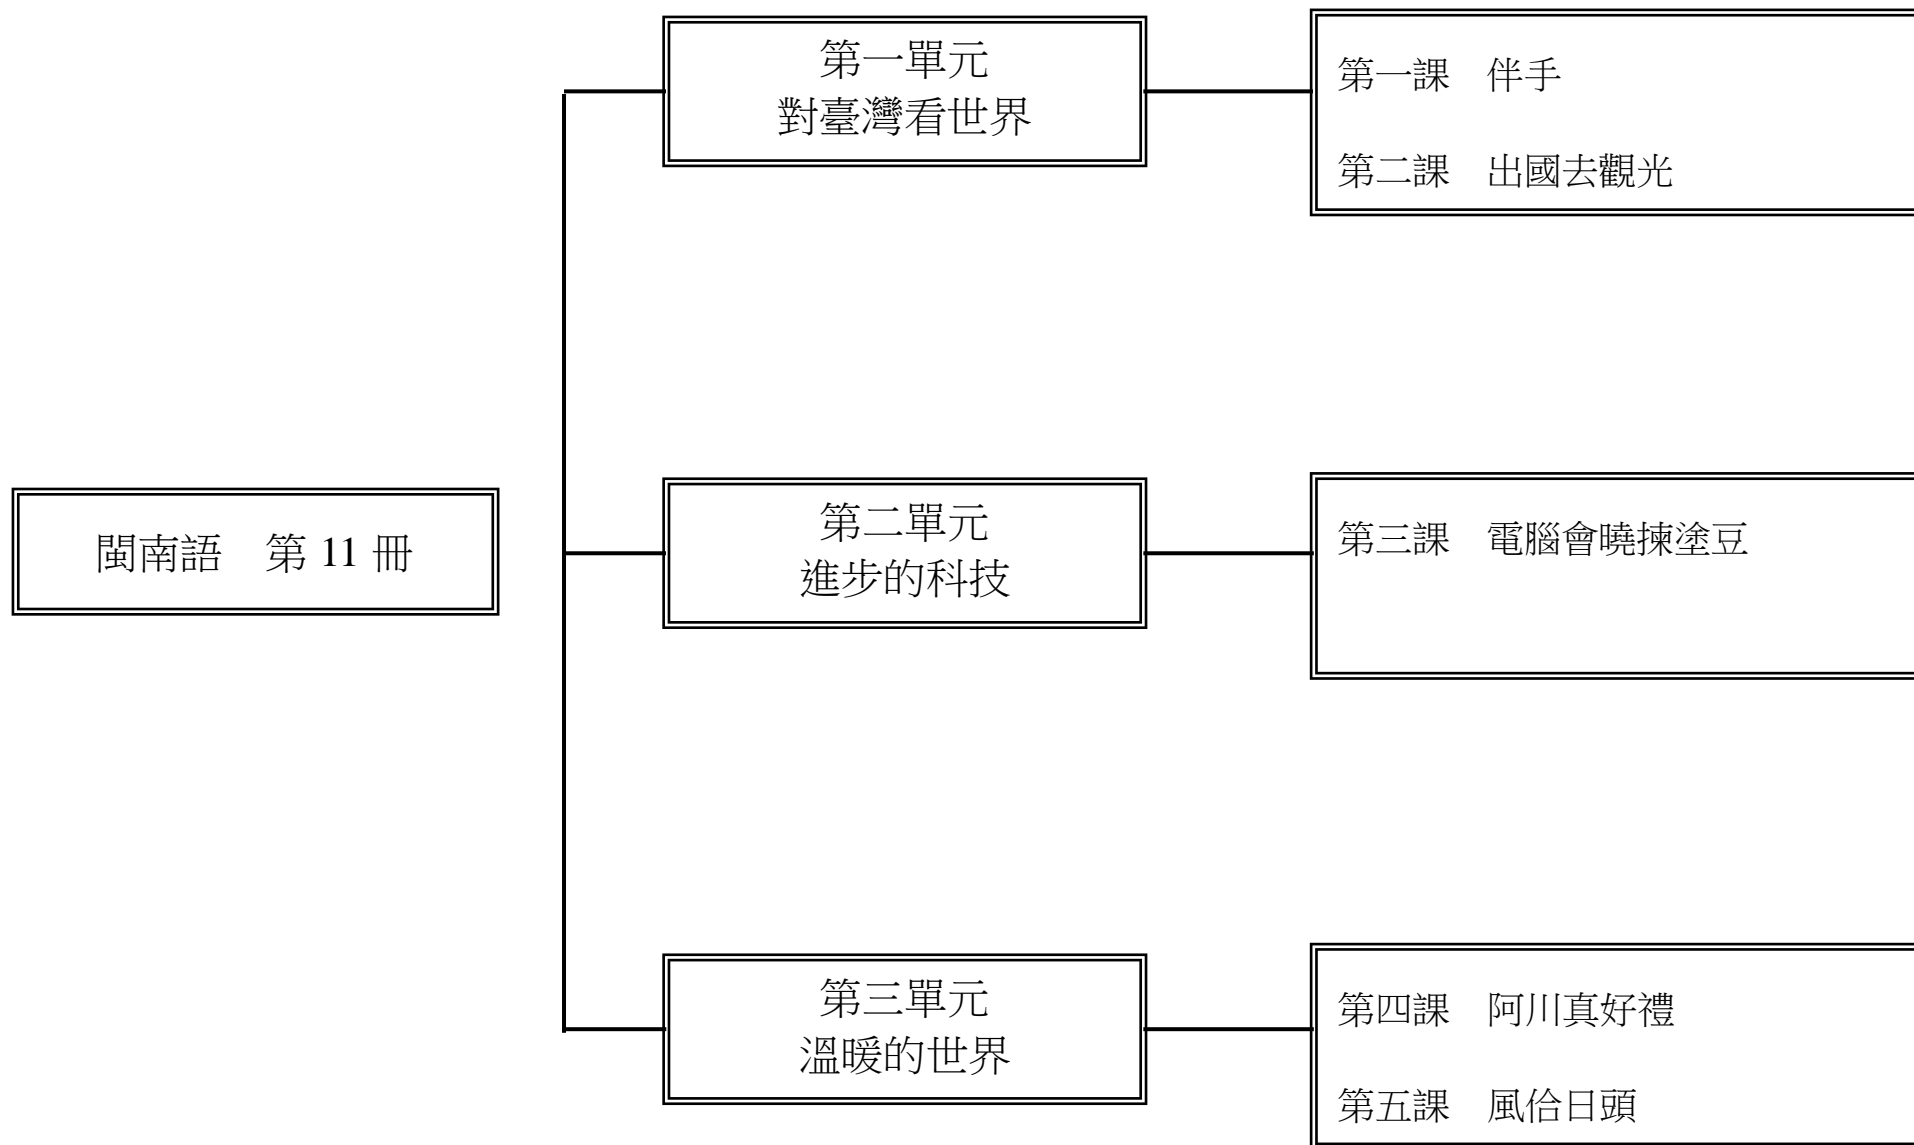 第一單元
對臺灣看世界
第一課　伴手
第二課　出國去觀光
閩南語　第 11 冊
第二單元
進步的科技
第三課　電腦會曉揀塗豆
第三單元
溫暖的世界
第四課　阿川真好禮
第五課　風佮日頭